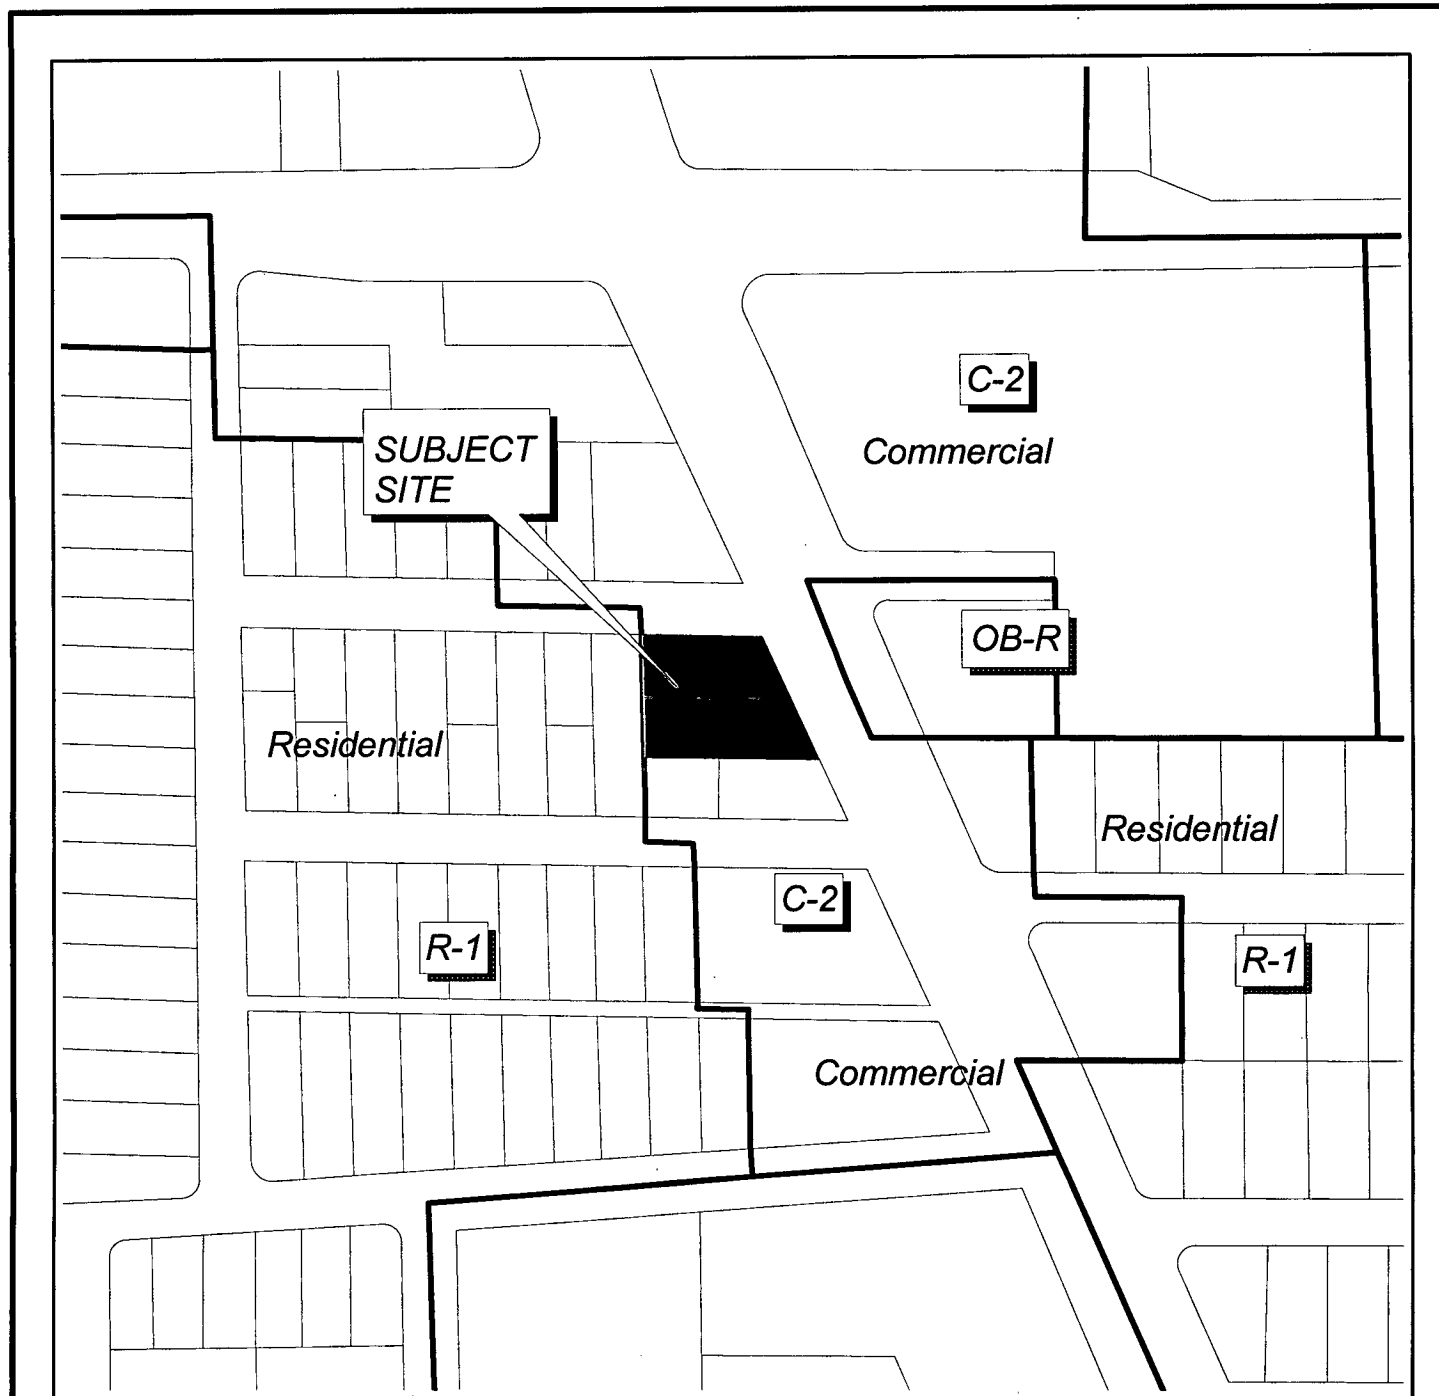 C-2
Commercial
SUBJECT
SITE
OB-R
Residential
Residential
C-2
R-1
R-1
Commercial